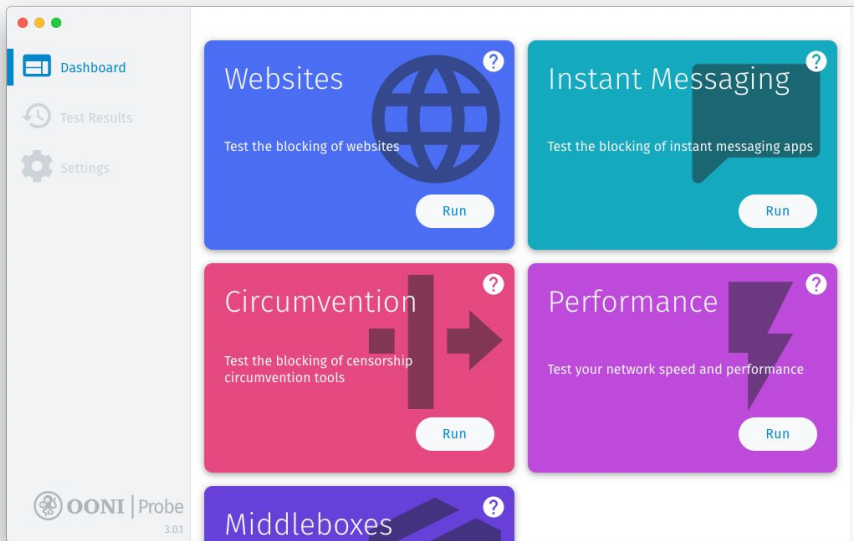 Dashboard
Test Results
Settings
OONI | Probe
3.0.1
Websites
?
Test the blocking of websites
Run
Instant Messaging
?
Test the blocking of instant messaging apps
Run
Circumvention
?
Test the blocking of censorship
circumvention tools
Run
Performance
?
Test your network speed and performance
Run
Middleboxes
?